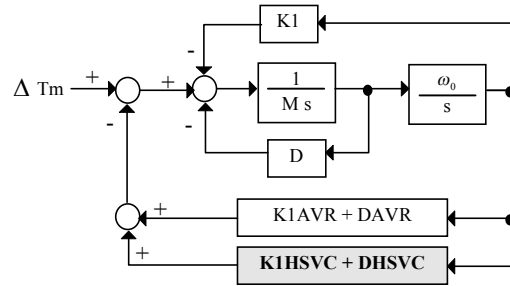 K1
-
Δ Tm
+
+
1
M s
ω0
s
-
-
D
+
K1AVR + DAVR
+
K1HSVC + DHSVC